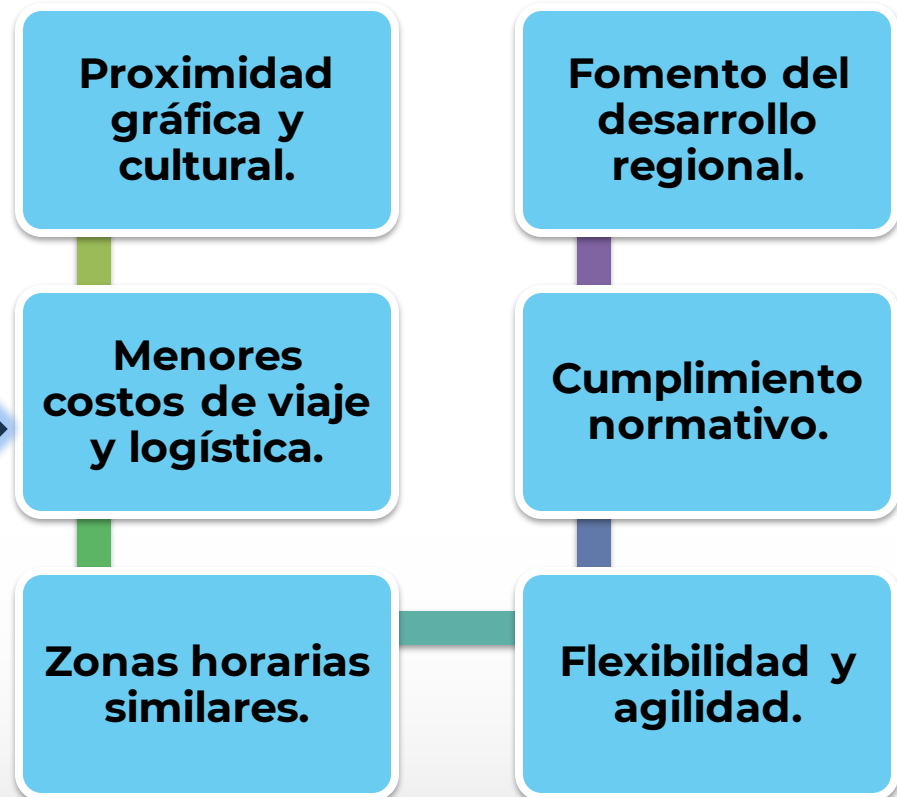 Proximidad
gráfica y
cultural.
Menores
costos de viaje
y logística.
Zonas horarias
similares.
Flexibilidad y
agilidad.
Cumplimiento
normativo.
Fomento del
desarrollo
regional.